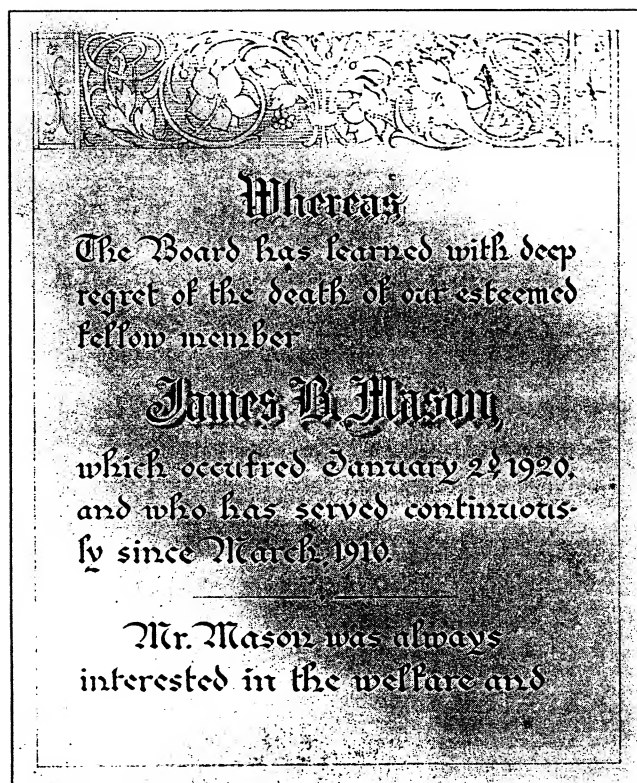 Whereas,
The Board has learned with deep
regret of the death of our esteemed
fellow member
James B. Mason,
which occurred January 2d, 1920;
and who has served continuous-
ly since March, 1910.
Mr. Mason was always
interested in the welfare and